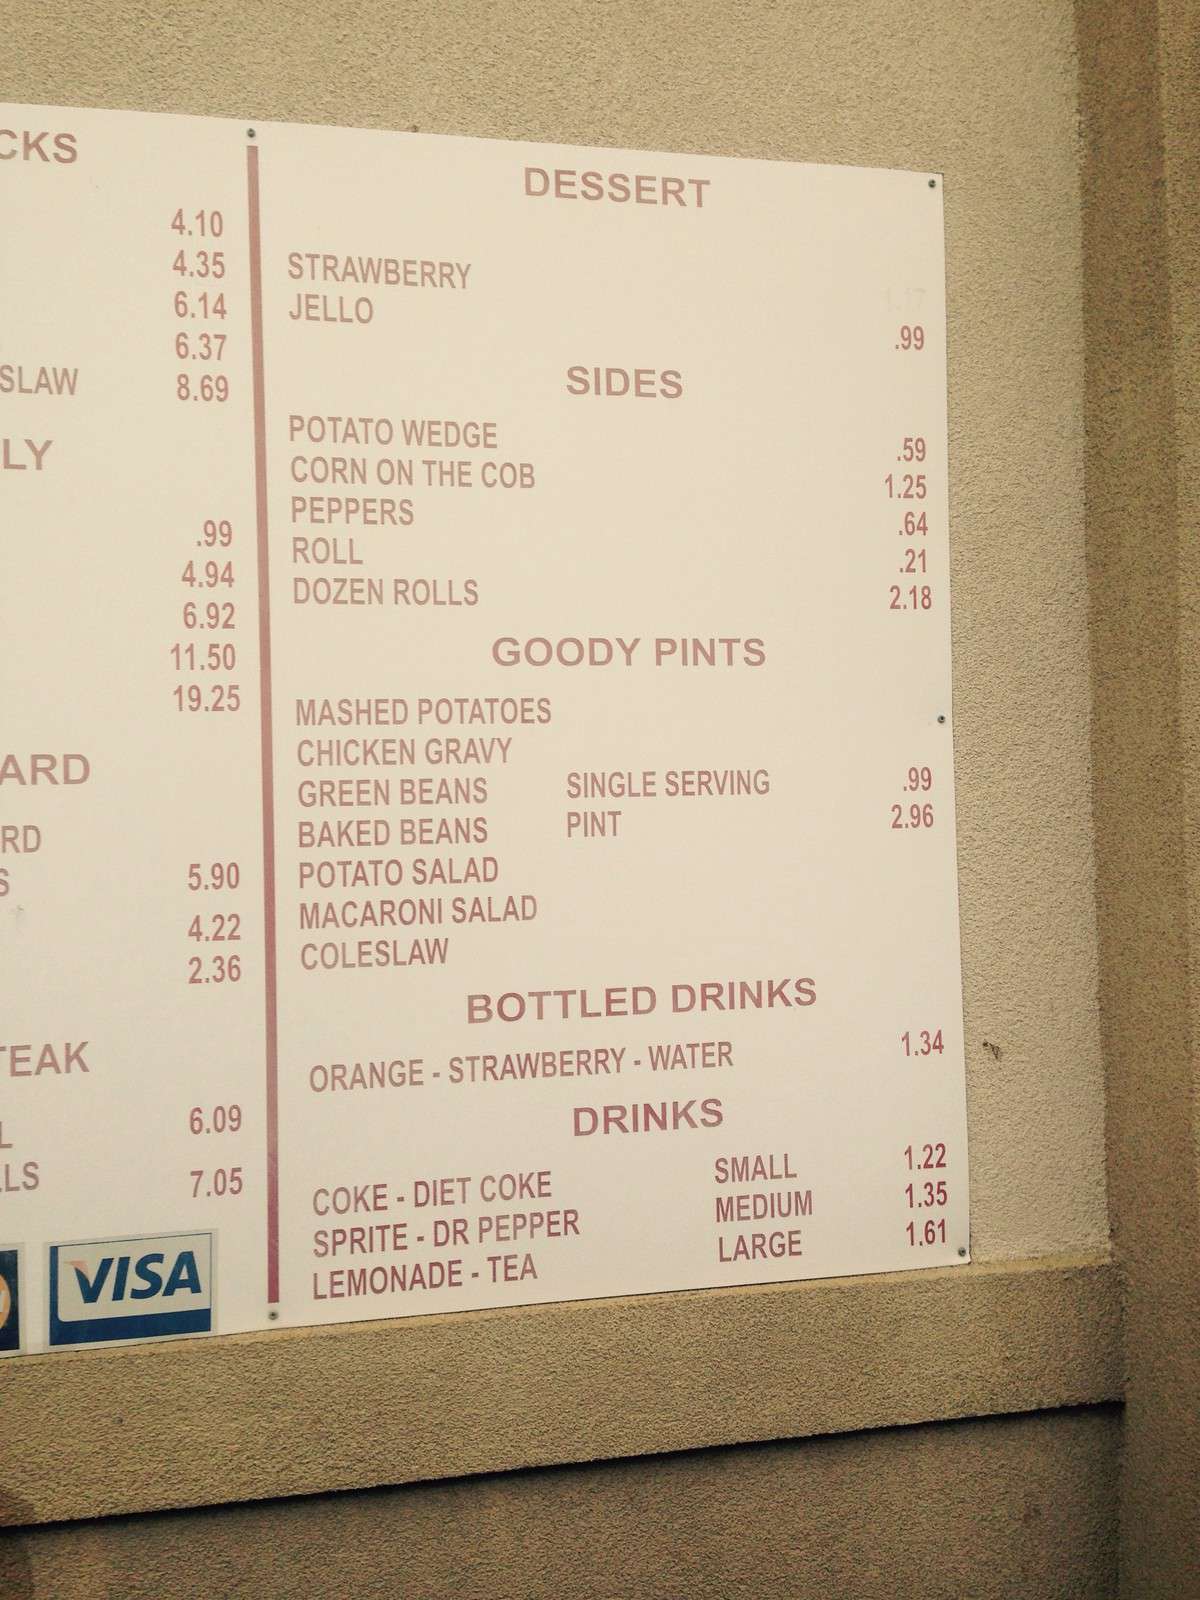 CKS
4.10
4.35
6.14
6.37
SLAW 8.69
LY
.99
4.94
6.92
11.50
19.25
ARD
RD
S 5.90
4.22
2.36
TEAK
L 6.09
LLS 7.05
VISA
DESSERT
STRAWBERRY
JELLO .99
SIDES
POTATO WEDGE .59
CORN ON THE COB 1.25
PEPPERS .64
ROLL .21
DOZEN ROLLS 2.18
GOODY PINTS
MASHED POTATOES
CHICKEN GRAVY
GREEN BEANS SINGLE SERVING .99
BAKED BEANS PINT 2.96
POTATO SALAD
MACARONI SALAD
COLESLAW
BOTTLED DRINKS
ORANGE - STRAWBERRY - WATER 1.34
DRINKS
COKE - DIET COKE SMALL 1.22
SPRITE - DR PEPPER MEDIUM 1.35
LEMONADE - TEA LARGE 1.61